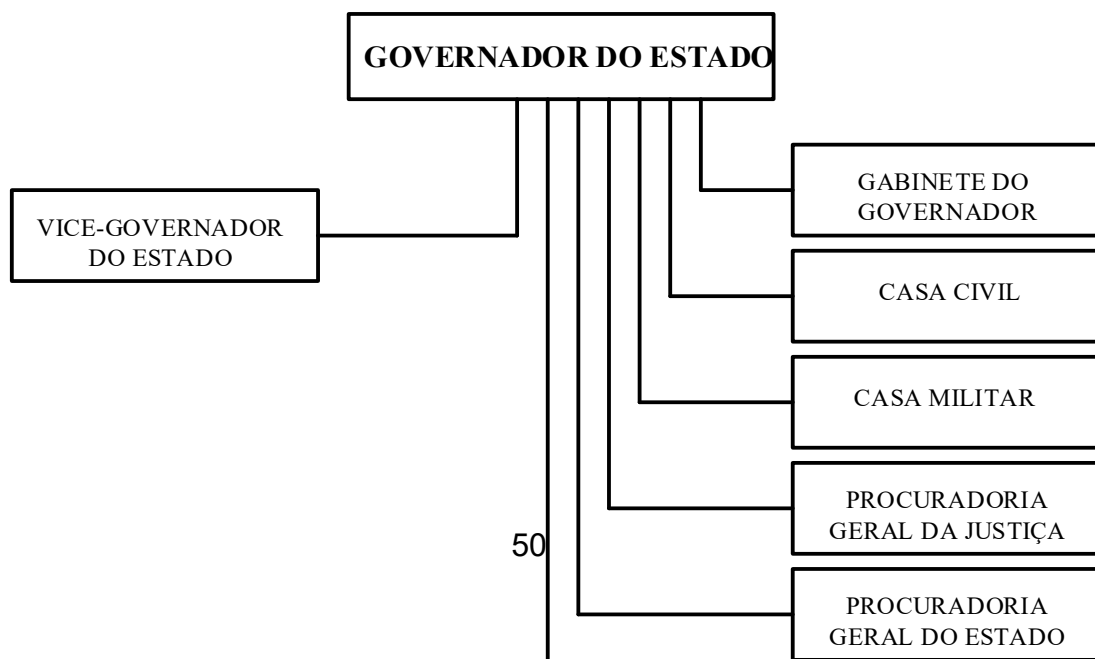 GOVERNADOR DO ESTADO
VICE-GOVERNADOR
DO ESTADO
GABINETE DO
GOVERNADOR
CASA CIVIL
CASA MILITAR
PROCURADORIA
GERAL DA JUSTIÇA
50
PROCURADORIA
GERAL DO ESTADO